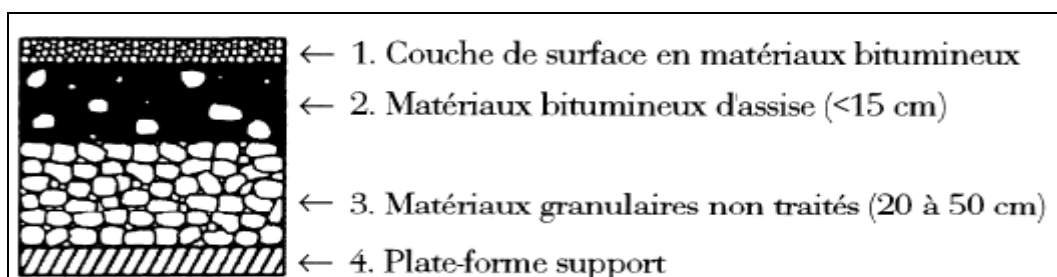 ← 1. Couche de surface en matériaux bitumineux
← 2. Matériaux bitumineux d'assise (<15 cm)
← 3. Matériaux granulaires non traités (20 à 50 cm)
← 4. Plate-forme support